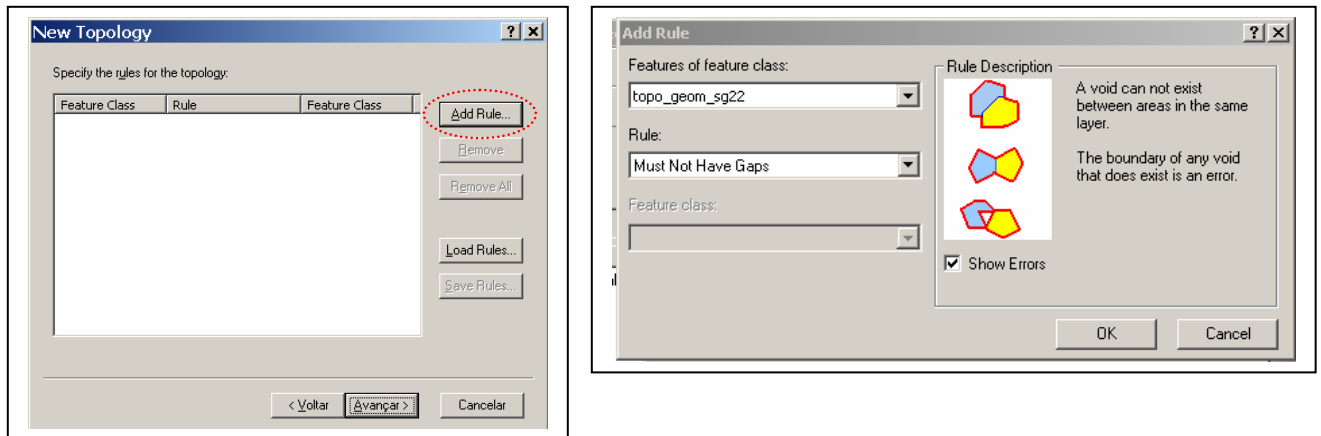 New Topology
Specify the rules for the topology:
Feature Class Rule Feature Class
Add Rule...
Remove
Remove All
Load Rules...
Save Rules...
< Voltar Avançar > Cancelar
Add Rule
Features of feature class:
topo_geom_sg22
Rule:
Must Not Have Gaps
Feature class:
Rule Description
A void can not exist
between areas in the same
layer.
The boundary of any void
that does exist is an error.
Show Errors
OK Cancel